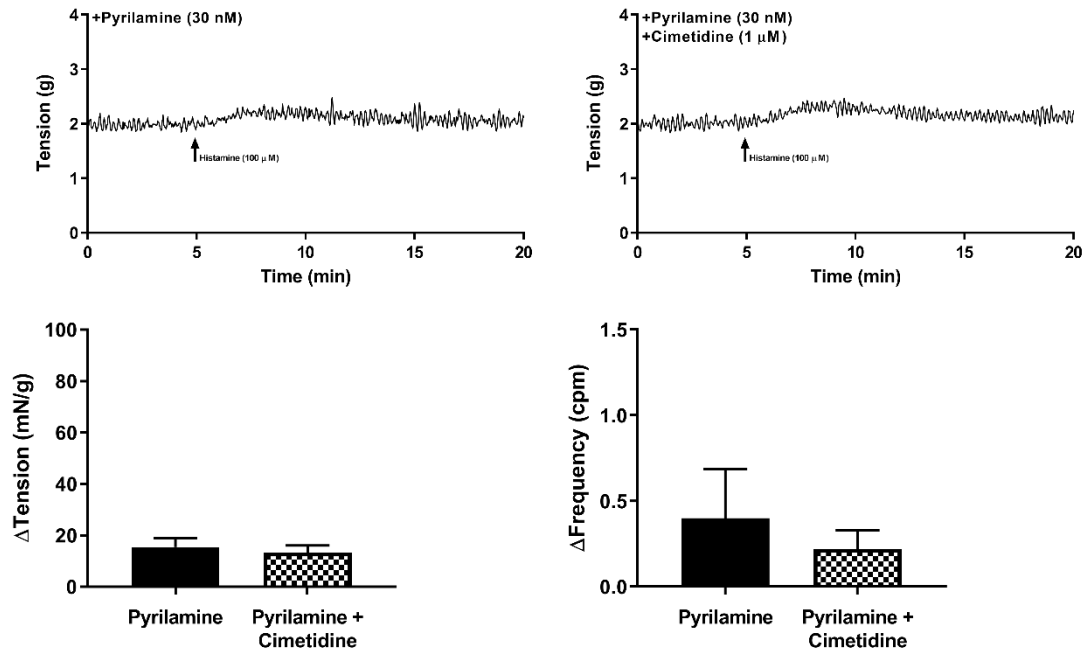 +Pyrilamine (30 nM)
4
3
2
1
0
Tension (g)
Histamine (100 μM)
0 5 10 15 20
Time (min)
+Pyrilamine (30 nM)
+Cimetidine (1 μM)
4
3
2
1
0
Tension (g)
Histamine (100 μM)
0 5 10 15 20
Time (min)
100
80
60
40
20
0
ΔTension (mN/g)
Pyrilamine Pyrilamine +
Cimetidine
1.5
1.0
0.5
0.0
ΔFrequency (cpm)
Pyrilamine Pyrilamine +
Cimetidine